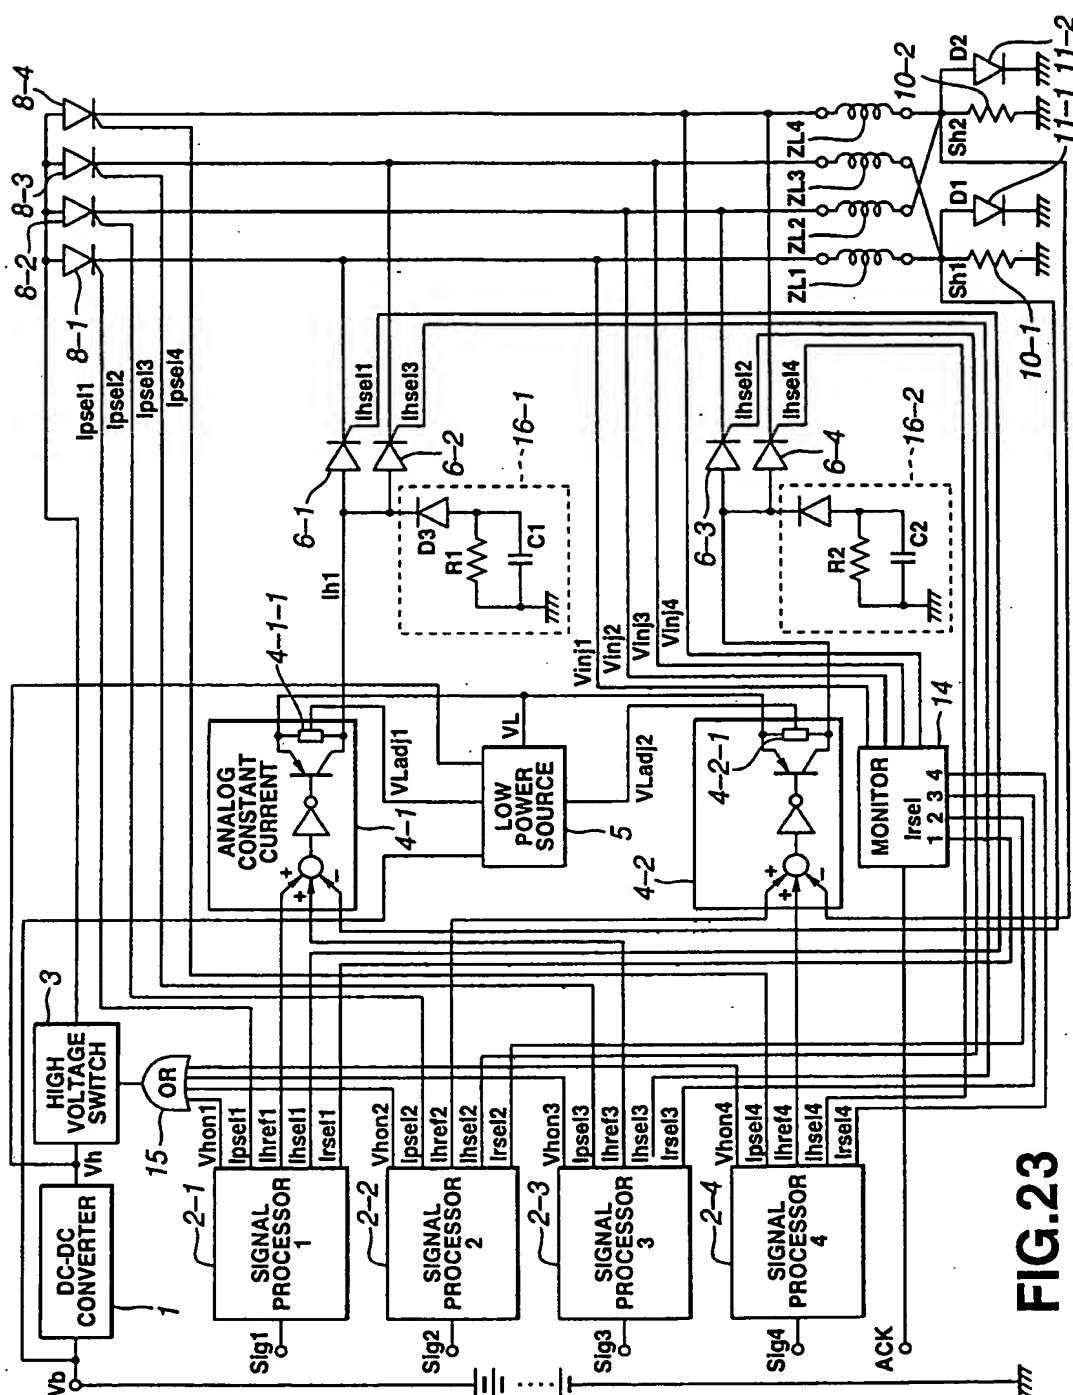 Vb
DC-DC
CONVERTER
1
Vh
HIGH
VOLTAGE
SWITCH
3
OR
15
8-1
8-2
8-3
8-4
Ipsel1
Ipsel2
Ipsel3
Ipsel4
Sig1
SIGNAL
PROCESSOR
1
2-1
Vhon1
Ipsel1
Ihref1
Ihsel1
Irsel1
Sig2
SIGNAL
PROCESSOR
2
2-2
Vhon2
Ipsel2
Ihref2
Ihsel2
Irsel2
Sig3
SIGNAL
PROCESSOR
3
2-3
Vhon3
Ipsel3
Ihref3
Ihsel3
Irsel3
Sig4
SIGNAL
PROCESSOR
4
2-4
Vhon4
Ipsel4
Ihref4
Ihsel4
Irsel4
ACK
ANALOG
CONSTANT
CURRENT
+
+
-
4-1
4-1-1
VLadj1
VL
LOW
POWER
SOURCE
5
VLadj2
4-2
4-2-1
+
+
-
MONITOR
Irsel
1 2 3 4
14
Ih1
6-1
6-2
Ihsel1
Ihsel3
D3
R1
C1
16-1
Vinj1
Vinj2
Vinj3
Vinj4
6-3
6-4
Ihsel2
Ihsel4
R2
C2
16-2
ZL1
ZL2
ZL3
ZL4
Sh1
D1
Sh2
D2
10-1
10-2
11-1
11-2
FIG.23